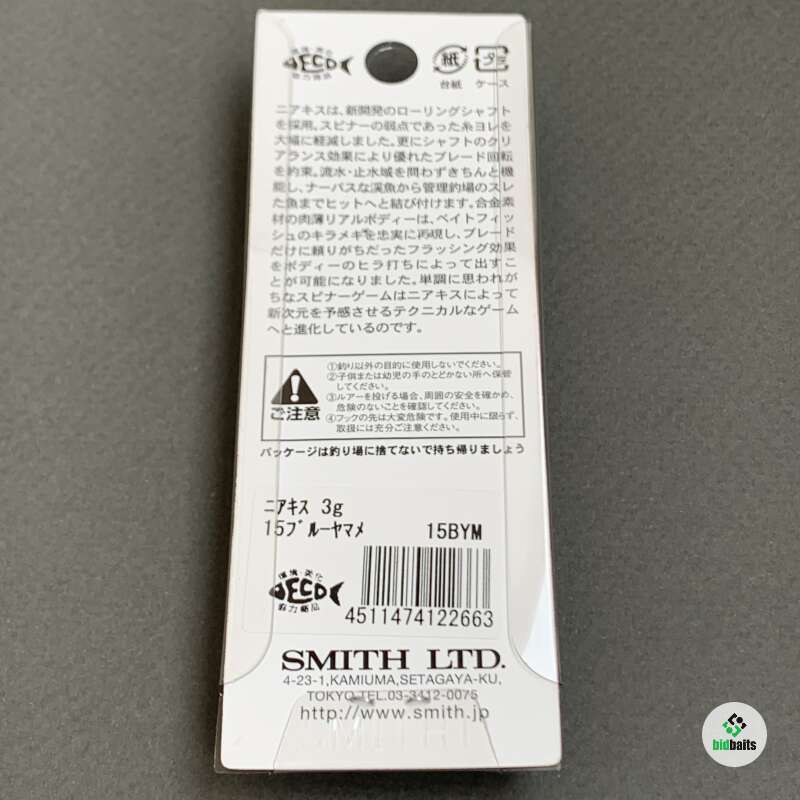 環境・美化
ECO
協力商品
紙
台紙
プラ
ケース
ニアキスは、新開発のローリングシャフト
を採用。スピナーの弱点であった糸ヨレを
大幅に軽減しました。更にシャフトのクリ
アランス効果により優れたブレード回転
を約束。流水・止水域を問わずきちんと機
能し、ナーバスな渓魚から管理釣場のスレ
た魚までヒットへと結び付けます。合金素
材の肉薄リアルボディーは、ベイトフィッ
シュのキラメキを忠実に再現し、ブレード
だけに頼りがちだったフラッシング効果
をボディーのヒラ打ちによって出すこ
とが可能になりました。単調に思われが
ちなスピナーゲームはニアキスによって
新次元を予感させるテクニカルなゲーム
へと進化しているのです。
ご注意
①釣り以外の目的に使用しないでください。
②子供または幼児の手のとどかない所へ保管
してください。
③ルアーを投げる場合、周囲の安全を確かめ、
危険のないことを確認してください。
④フックの先は大変危険です。使用中に限らず、
取扱には充分ご注意ください。
パッケージは釣り場に捨てないで持ち帰りましょう
ニアキス 3g
15ブルーヤマメ 15BYM
環境・美化
ECO
協力商品
4511474122663
SMITH LTD.
4-23-1,KAMIUMA,SETAGAYA-KU,
TOKYO TEL.03-3412-0075
http://www.smith.jp
SMITH
bidbaits